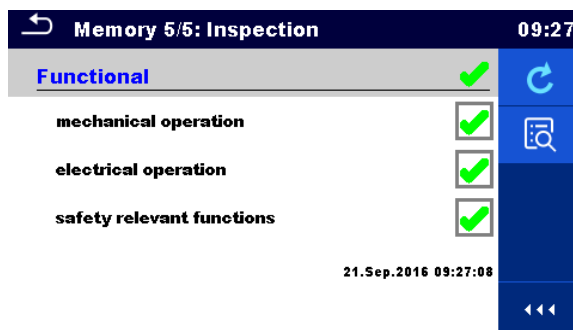 Memory 5/5: Inspection 09:27
Functional
mechanical operation
electrical operation
safety relevant functions
21.Sep.2016 09:27:08